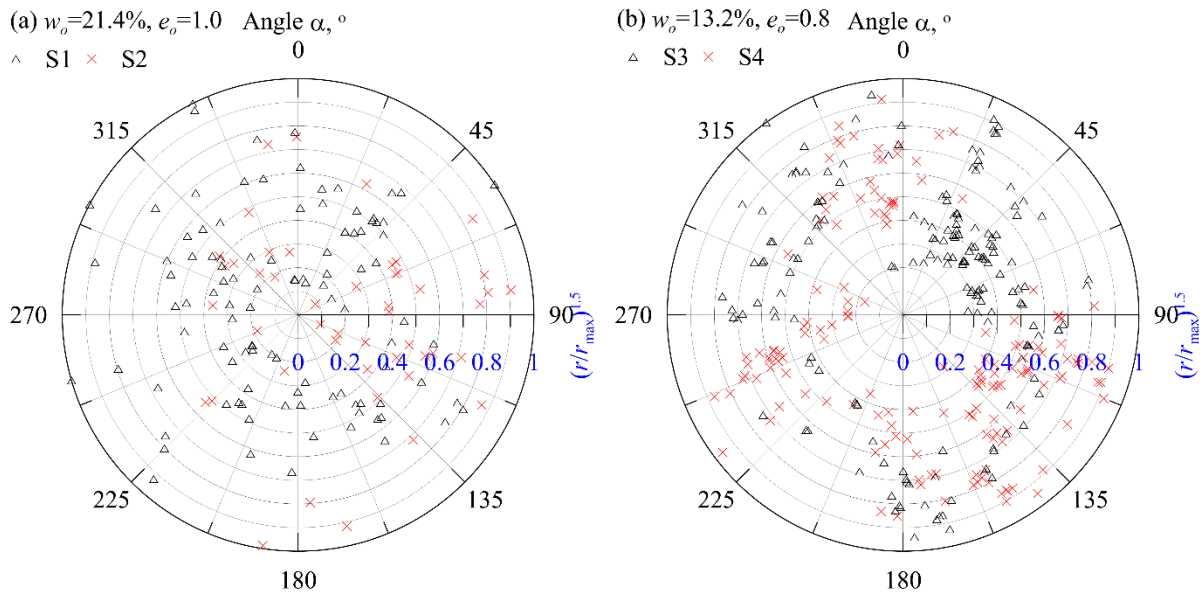 (a) wₒ=21.4%, eₒ=1.0 Angle α, °
S1 S2
0
45
90
135
180
225
270
315
0 0.2 0.4 0.6 0.8 1
(r/rmax)^1.5
(b) wₒ=13.2%, eₒ=0.8 Angle α, °
S3 S4
0
45
90
135
180
225
270
315
0 0.2 0.4 0.6 0.8 1
(r/rmax)^1.5